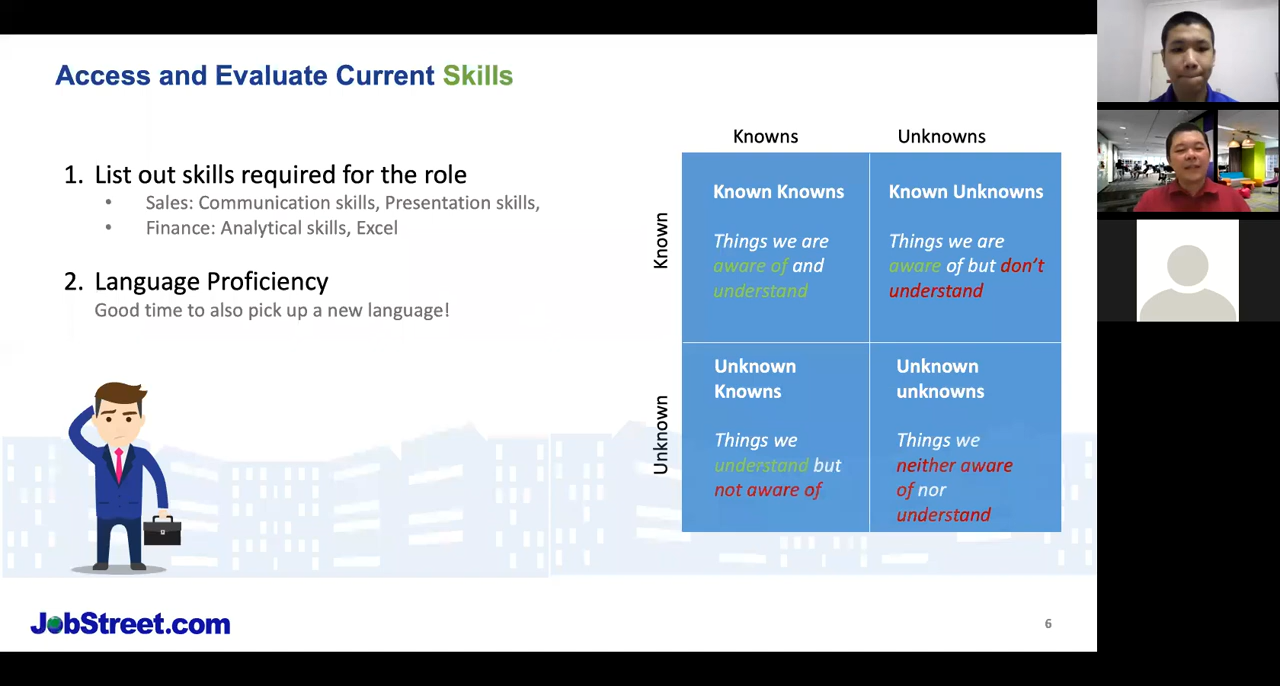 Access and Evaluate Current Skills
1. List out skills required for the role
• Sales: Communication skills, Presentation skills,
• Finance: Analytical skills, Excel
2. Language Proficiency
Good time to also pick up a new language!
Knowns
Unknowns
Known
Known Knowns
Things we are
aware of and
understand
Known Unknowns
Things we are
aware of but don't
understand
Unknown
Unknown
Knowns
Things we
understand but
not aware of
Unknown
unknowns
Things we
neither aware
of nor
understand
JobStreet.com
6